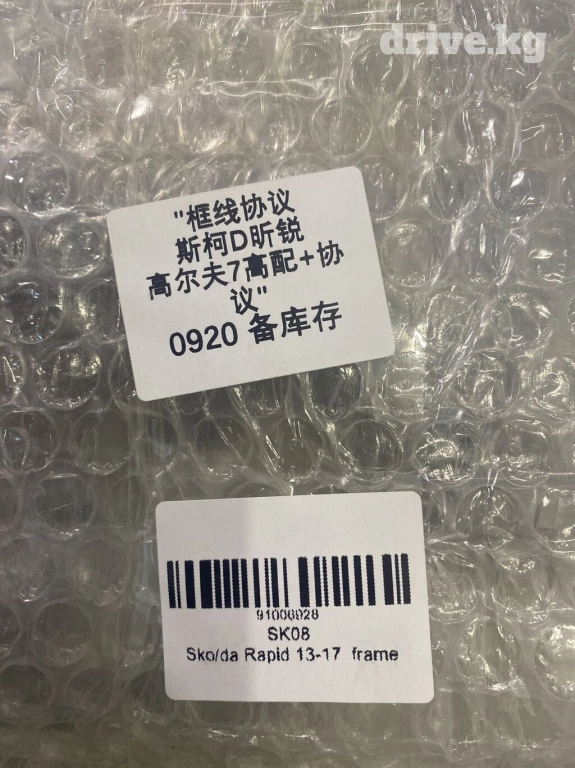 drive.kg
"框线协议
斯柯D昕锐
高尔夫7高配+协
议"
0920 备库存
91006928
SK08
Sko/da Rapid 13-17 frame